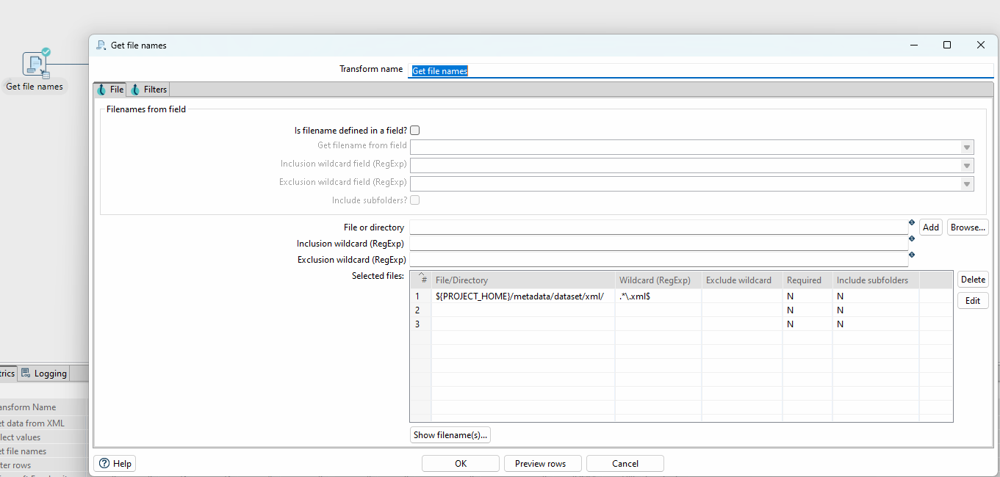 Get file names
Get file names
Transform name Get file names
File Filters
Filenames from field
Is filename defined in a field?
Get filename from field
Inclusion wildcard field (RegExp)
Exclusion wildcard field (RegExp)
Include subfolders?
File or directory Add Browse...
Inclusion wildcard (RegExp)
Exclusion wildcard (RegExp)
Selected files:
# File/Directory Wildcard (RegExp) Exclude wildcard Required Include subfolders Delete
1 ${PROJECT_HOME}/metadata/dataset/xml/ .*\.xml$ N N Edit
2 N N
3 N N
Show filename(s)...
Help OK Preview rows Cancel
trics Logging
ansform Name
et data from XML
lect values
et file names
ter rows